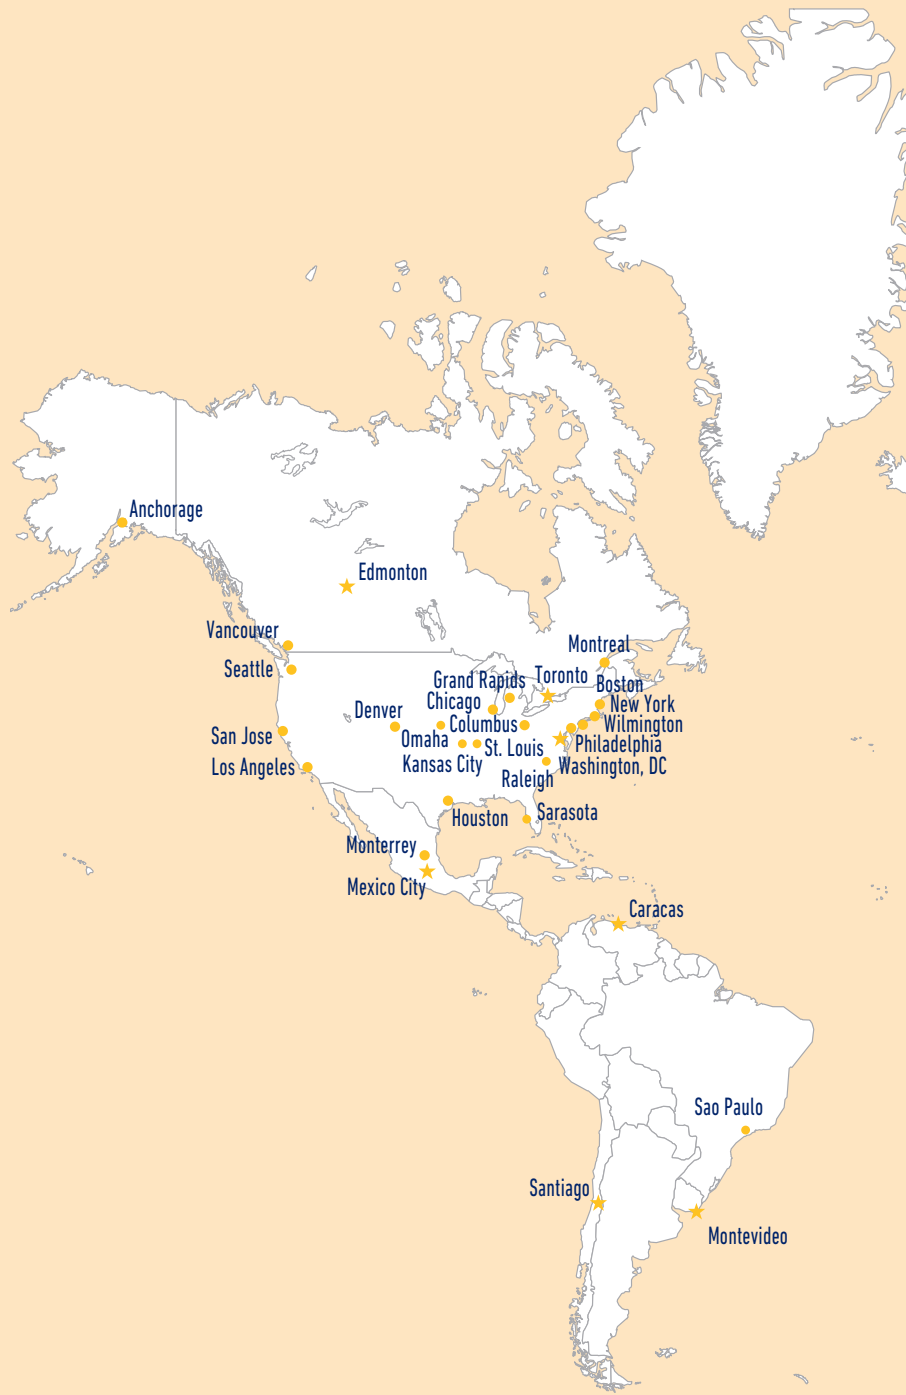 Anchorage
Edmonton
Vancouver
Montreal
Seattle
Toronto
Grand Rapids
Boston
Chicago
New York
Denver
Columbus
Wilmington
San Jose
Omaha
St. Louis
Philadelphia
Kansas City
Washington, DC
Los Angeles
Raleigh
Houston
Sarasota
Monterrey
Mexico City
Caracas
Sao Paulo
Santiago
Montevideo